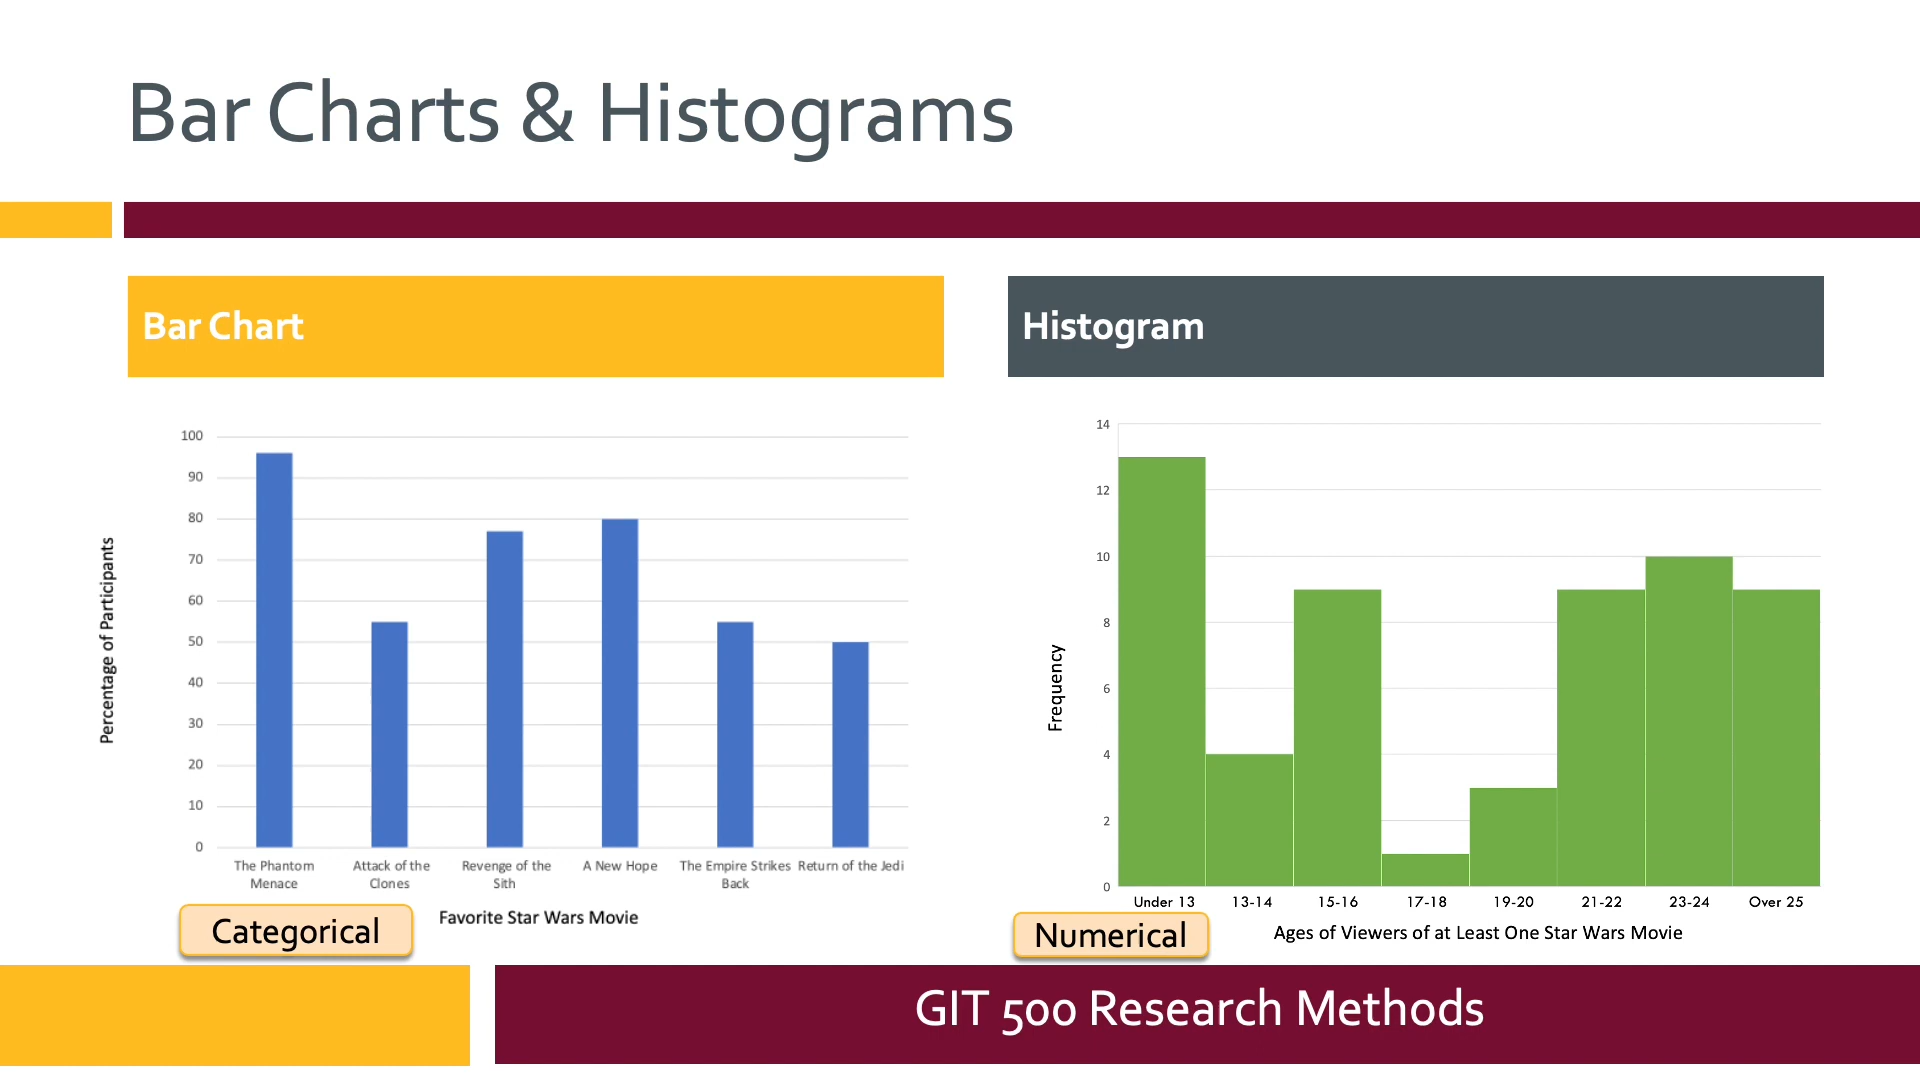 Bar Charts & Histograms
Bar Chart
Percentage of Participants
100
90
80
70
60
50
40
30
20
10
0
The Phantom Menace
Attack of the Clones
Revenge of the Sith
A New Hope
The Empire Strikes Back
Return of the Jedi
Favorite Star Wars Movie
Categorical
Histogram
Frequency
14
12
10
8
6
4
2
0
Under 13
13-14
15-16
17-18
19-20
21-22
23-24
Over 25
Ages of Viewers of at Least One Star Wars Movie
Numerical
GIT 500 Research Methods